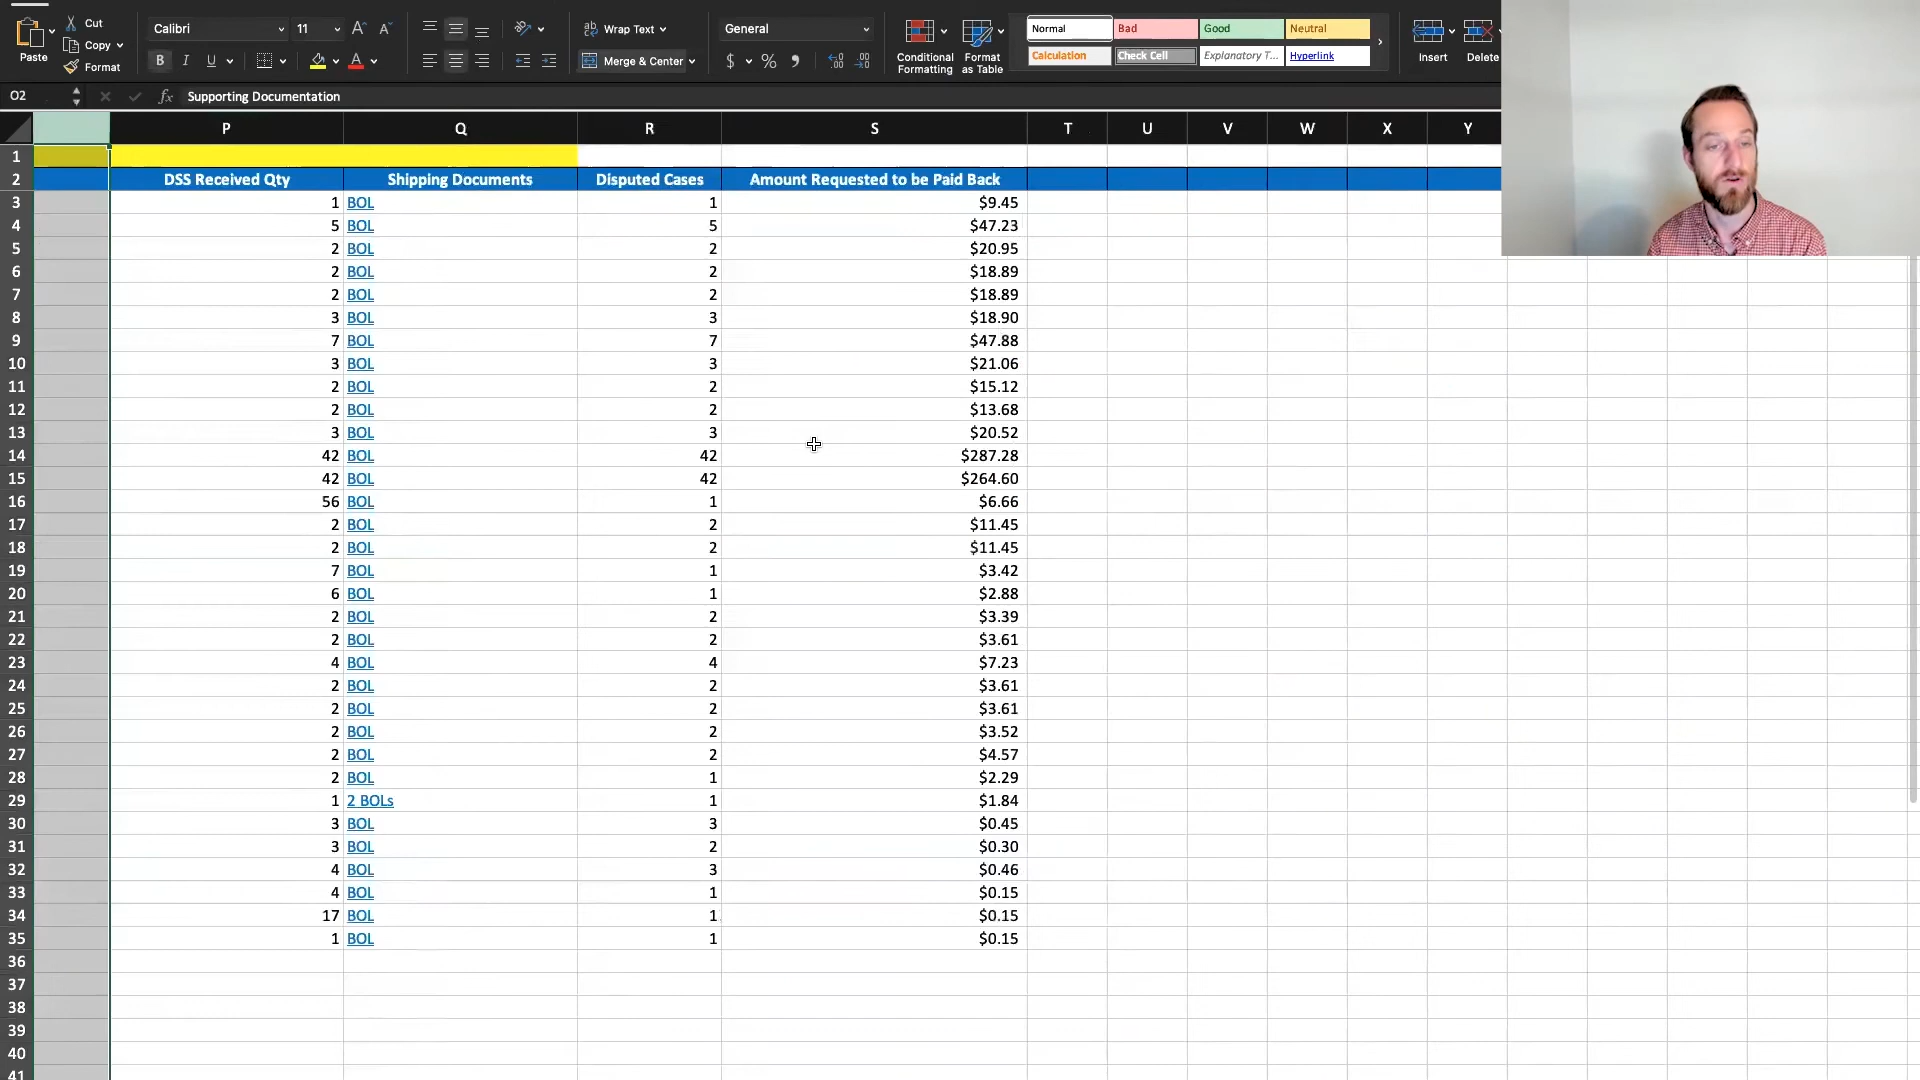 Paste
Cut
Copy
Format
Calibri 11
Wrap Text
Merge & Center
General
Conditional Formatting
Format as Table
Normal Bad Good Neutral
Calculation Check Cell Explanatory T... Hyperlink
Insert
Delete
O2 fx Supporting Documentation
P Q R S T U V W X Y
1
2 DSS Received Qty Shipping Documents Disputed Cases Amount Requested to be Paid Back
3 1 BOL 1 $9.45
4 5 BOL 5 $47.23
5 2 BOL 2 $20.95
6 2 BOL 2 $18.89
7 2 BOL 2 $18.89
8 3 BOL 3 $18.90
9 7 BOL 7 $47.88
10 3 BOL 3 $21.06
11 2 BOL 2 $15.12
12 2 BOL 2 $13.68
13 3 BOL 3 $20.52
14 42 BOL 42 $287.28
15 42 BOL 42 $264.60
16 56 BOL 1 $6.66
17 2 BOL 2 $11.45
18 2 BOL 2 $11.45
19 7 BOL 1 $3.42
20 6 BOL 1 $2.88
21 2 BOL 2 $3.39
22 2 BOL 2 $3.61
23 4 BOL 4 $7.23
24 2 BOL 2 $3.61
25 2 BOL 2 $3.61
26 2 BOL 2 $3.52
27 2 BOL 2 $4.57
28 2 BOL 1 $2.29
29 1 2 BOLs 1 $1.84
30 3 BOL 3 $0.45
31 3 BOL 2 $0.30
32 4 BOL 3 $0.46
33 4 BOL 1 $0.15
34 17 BOL 1 $0.15
35 1 BOL 1 $0.15
36
37
38
39
40
41